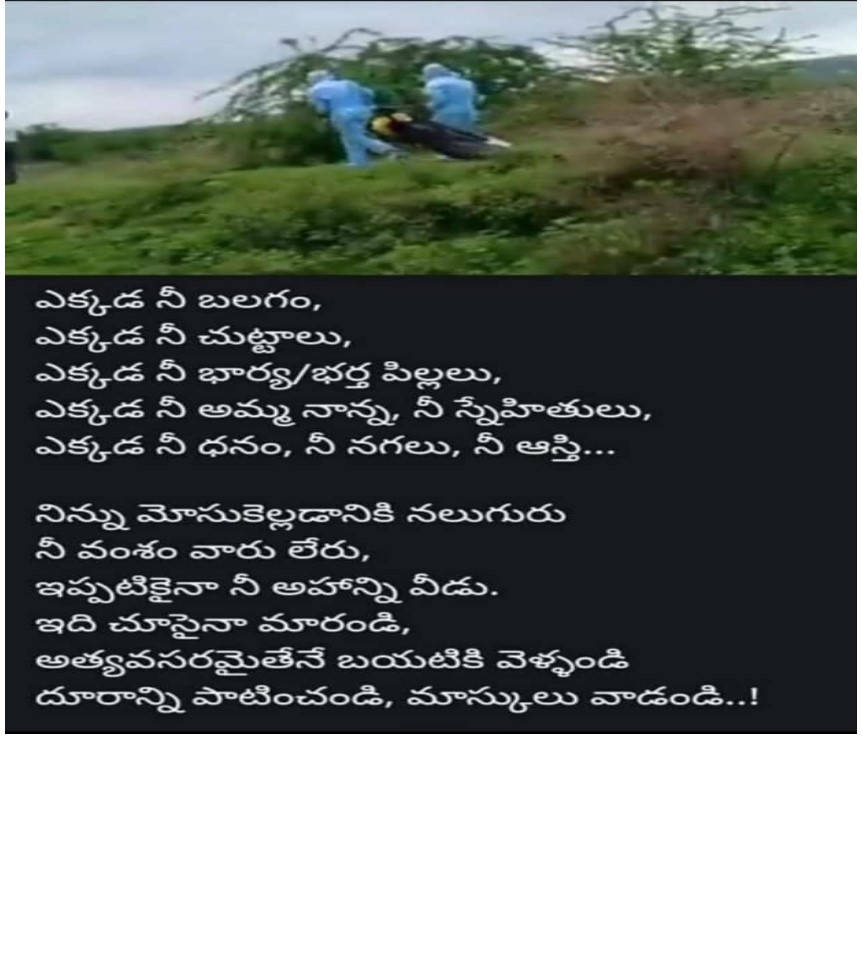 ఎక్కడ నీ బలగం,
ఎక్కడ నీ చుట్టాలు,
ఎక్కడ నీ భార్య/భర్త పిల్లలు,
ఎక్కడ నీ అమ్మ నాన్న, నీ స్నేహితులు,
ఎక్కడ నీ ధనం, నీ నగలు, నీ ఆస్తి...
నిన్ను మోసుకెల్లడానికి నలుగురు
నీ వంశం వారు లేరు,
ఇప్పటికైనా నీ అహాన్ని వీడు.
ఇది చూసైనా మారండి,
అత్యవసరమైతేనే బయటికి వెళ్ళండి
దూరాన్ని పాటించండి, మాస్కులు వాడండి..!